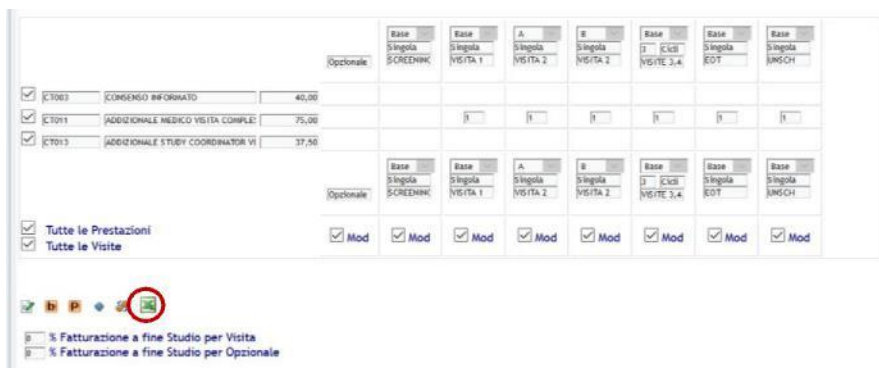 Base Base A B Base Base Base
Singola Singola Singola Singola 3 Cicli Singola Singola
Opzionale SCREENINC VISITA 1 VISITA 2 VISITA 2 VISITE 3,4 EOT UNSCH
CT003 CONSENSO INFORMATO 40,00
CT011 ADDIZIONALE MEDICO VISITA COMPLE 75,00 1 1 1 1 1 1
CT013 ADDIZIONALE STUDY COORDINATOR VI 37,50
Base Base A B Base Base Base
Singola Singola Singola Singola 3 Cicli Singola Singola
Opzionale SCREENINC VISITA 1 VISITA 2 VISITA 2 VISITE 3,4 EOT UNSCH
Tutte le Prestazioni
Tutte le Visite
Mod Mod Mod Mod Mod Mod Mod Mod
b P
0 % Fatturazione a fine Studio per Visita
0 % Fatturazione a fine Studio per Opzionale